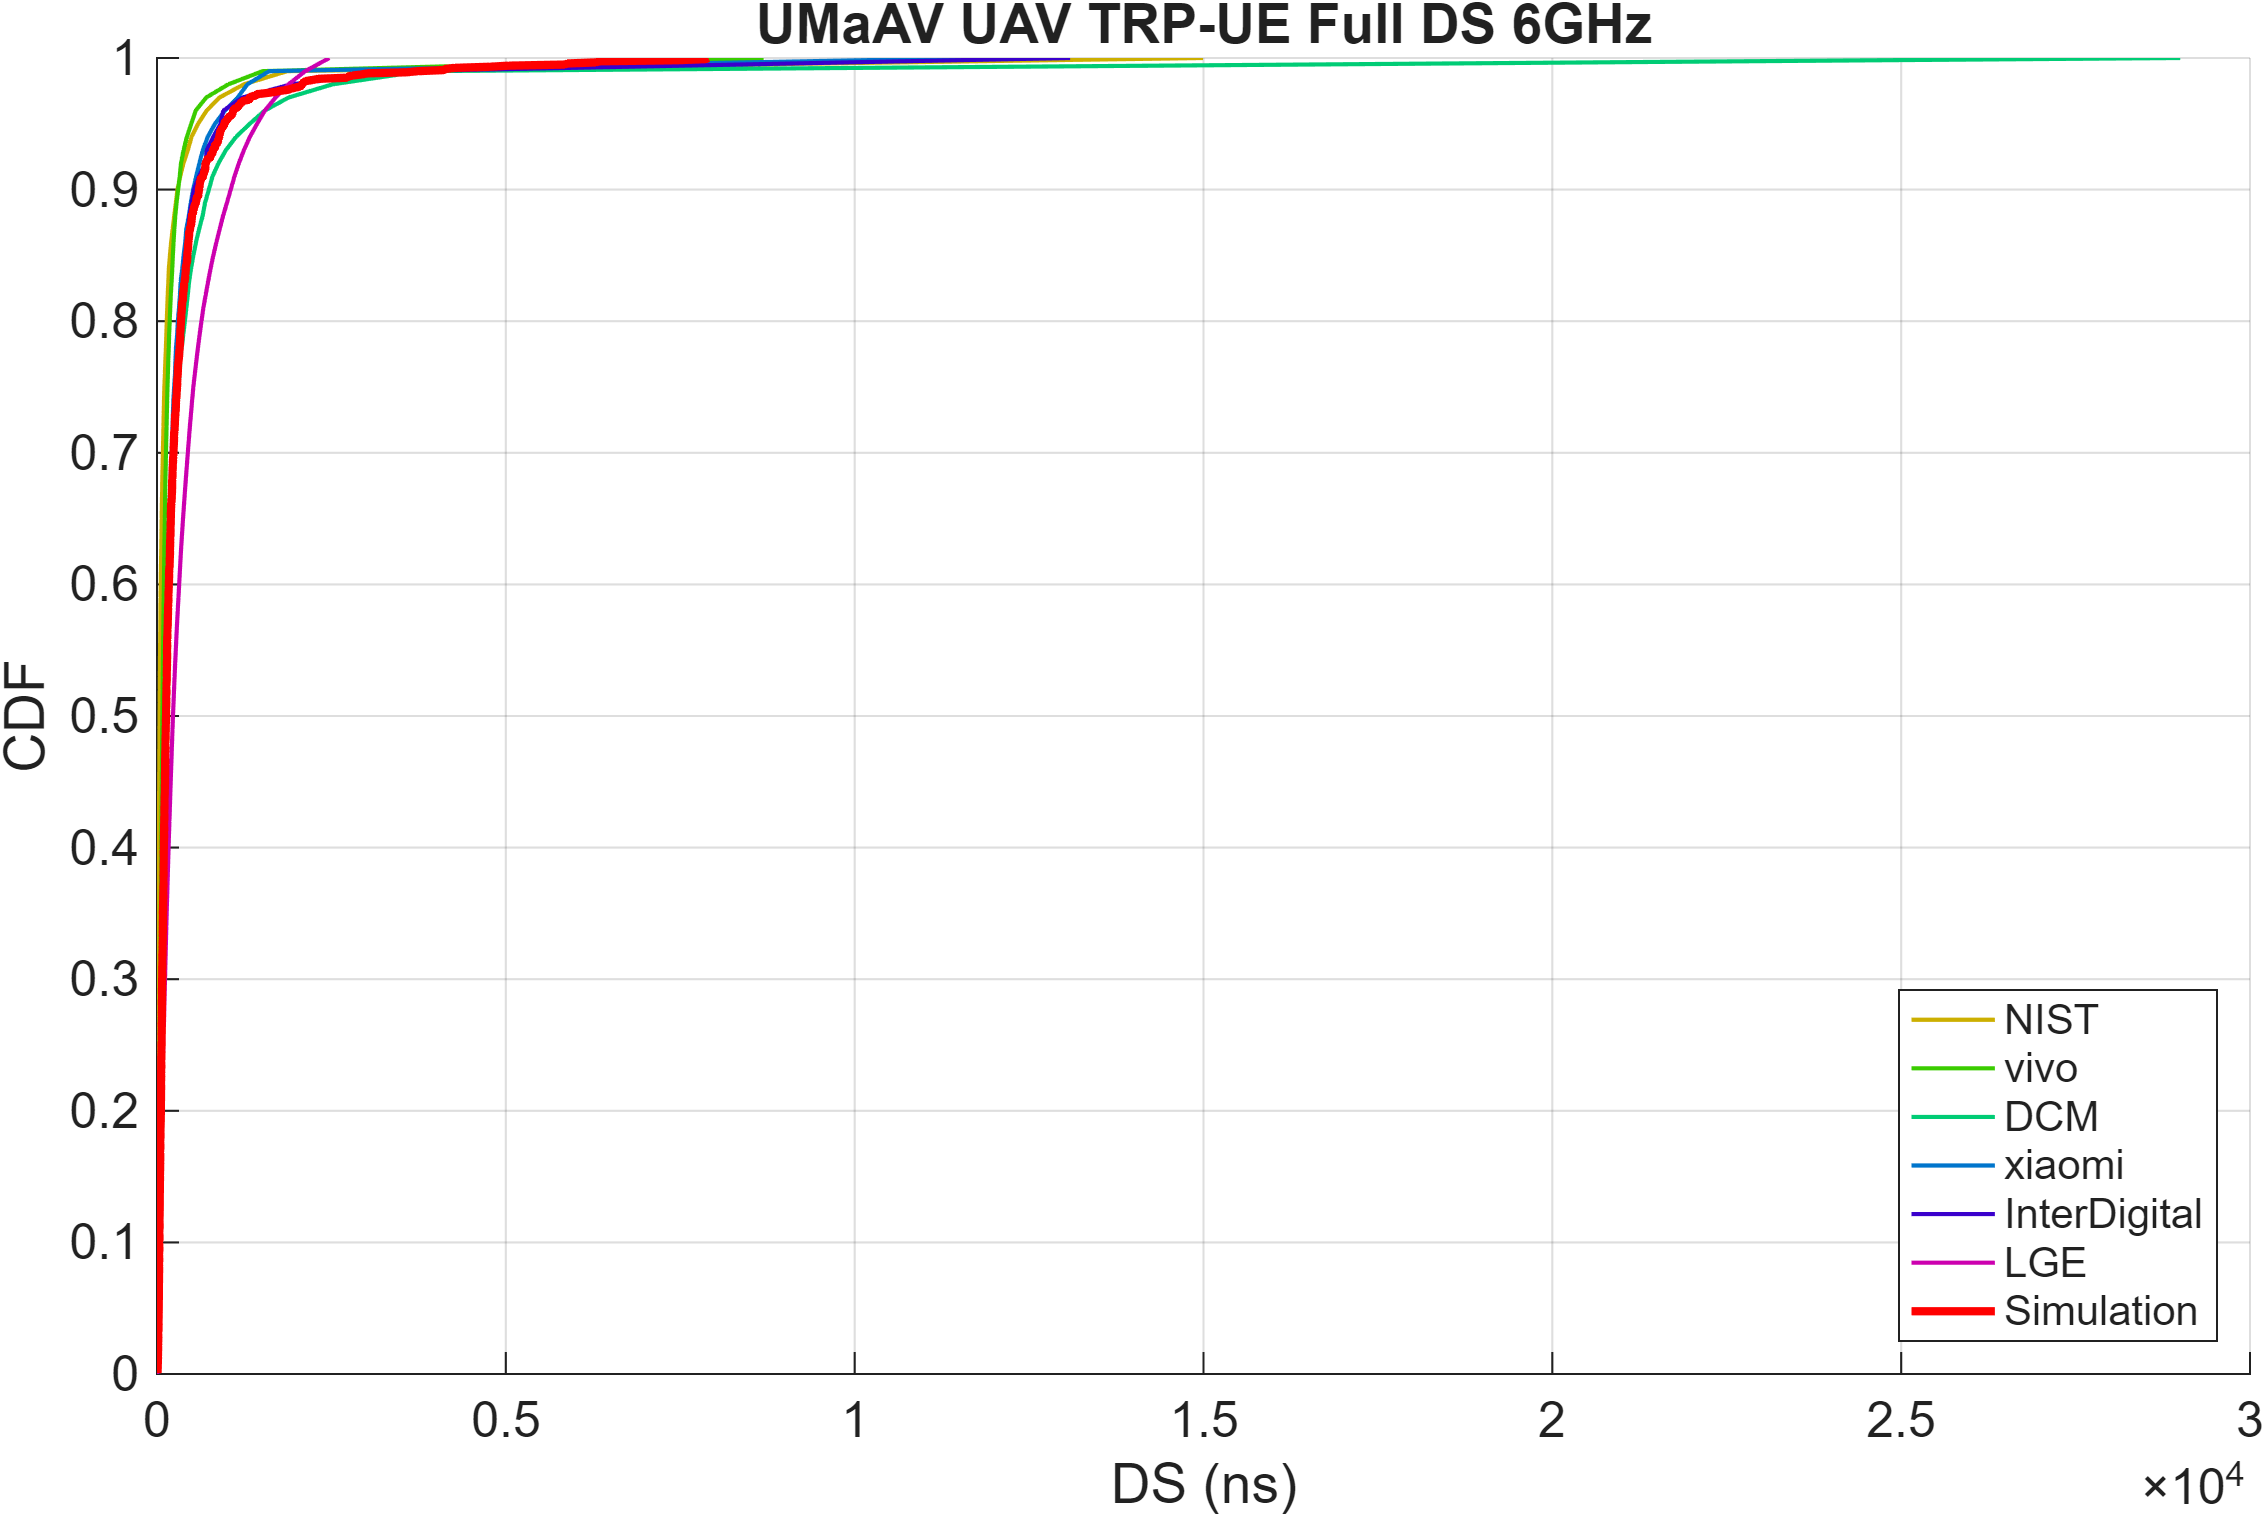 UMaAV UAV TRP-UE Full DS 6GHz
1
0.9
0.8
0.7
0.6
0.5
0.4
0.3
0.2
0.1
0
CDF
0 0.5 1 1.5 2 2.5 3
DS (ns)
×10⁴
NIST
vivo
DCM
xiaomi
InterDigital
LGE
Simulation